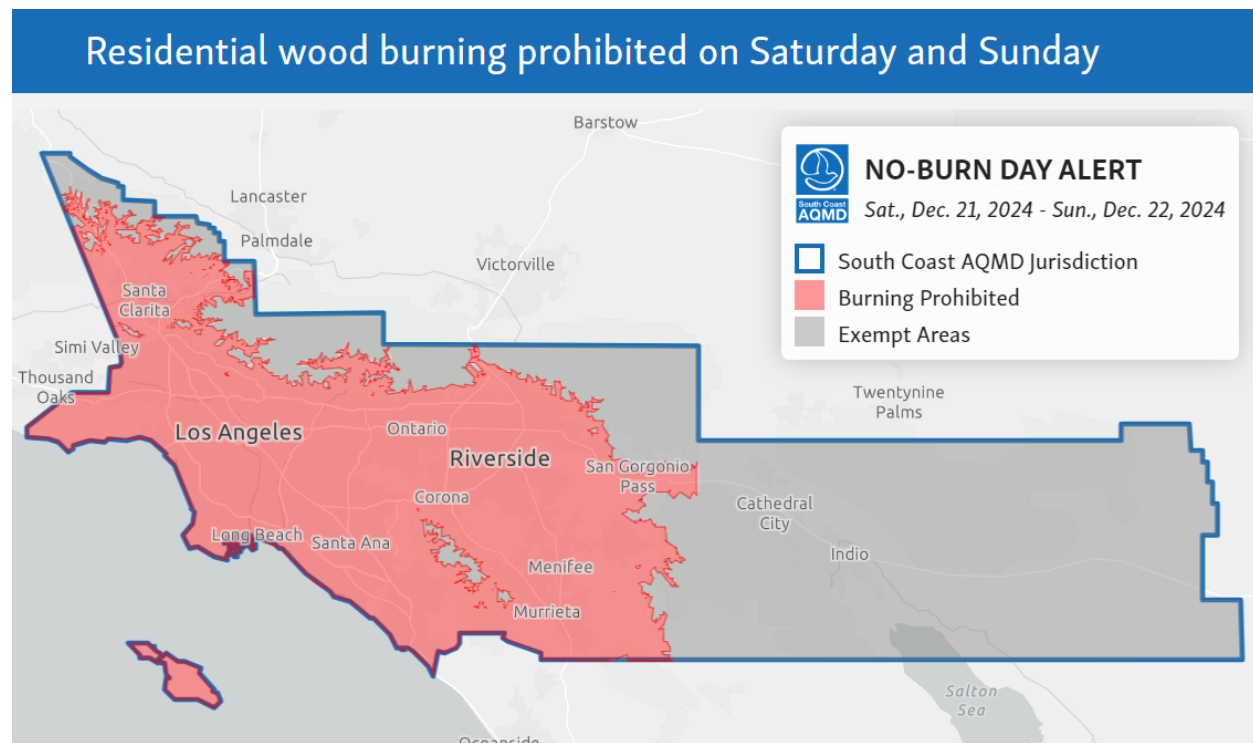 Residential wood burning prohibited on Saturday and Sunday
Barstow
NO-BURN DAY ALERT
South Coast
AQMD
Sat., Dec. 21, 2024 - Sun., Dec. 22, 2024
South Coast AQMD Jurisdiction
Burning Prohibited
Exempt Areas
Lancaster
Palmdale
Victorville
Santa
Clarita
Simi Valley
Thousand
Oaks
Twentynine
Palms
Los Angeles
Ontario
Riverside
San Gorgonio
Pass
Corona
Cathedral
City
Long Beach
Santa Ana
Indio
Menifee
Murrieta
Salton
Sea
Oceanside